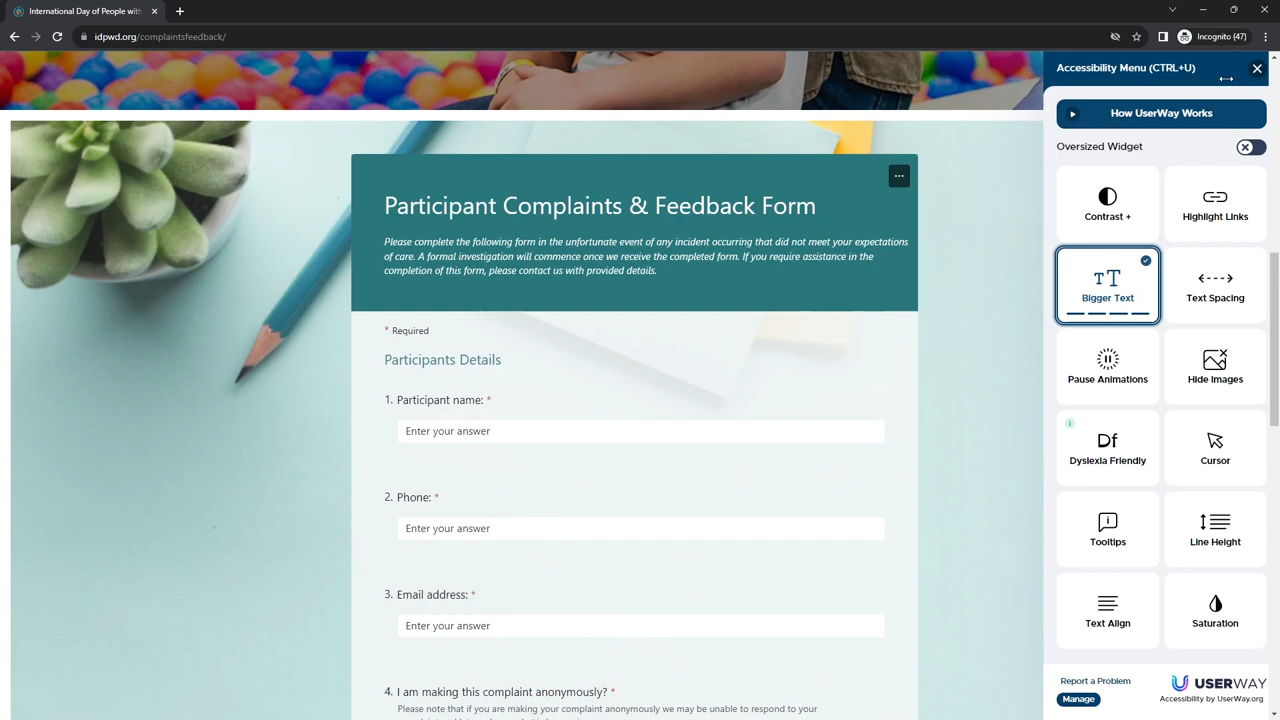 International Day of People with
idpwd.org/complaintsfeedback/
Incognito (47)
Accessibility Menu (CTRL+U)
How UserWay Works
Oversized Widget
Contrast +
Highlight Links
Bigger Text
Text Spacing
Pause Animations
Hide Images
Df
Dyslexia Friendly
Cursor
Tooltips
Line Height
Text Align
Saturation
Report a Problem
Manage
USERWAY
Accessibility by UserWay.org
Participant Complaints & Feedback Form
Please complete the following form in the unfortunate event of any incident occurring that did not meet your expectations
of care. A formal investigation will commence once we receive the completed form. If you require assistance in the
completion of this form, please contact us with provided details.
* Required
Participants Details
1. Participant name: *
Enter your answer
2. Phone: *
Enter your answer
3. Email address: *
Enter your answer
4. I am making this complaint anonymously? *
Please note that if you are making your complaint anonymously we may be unable to respond to your